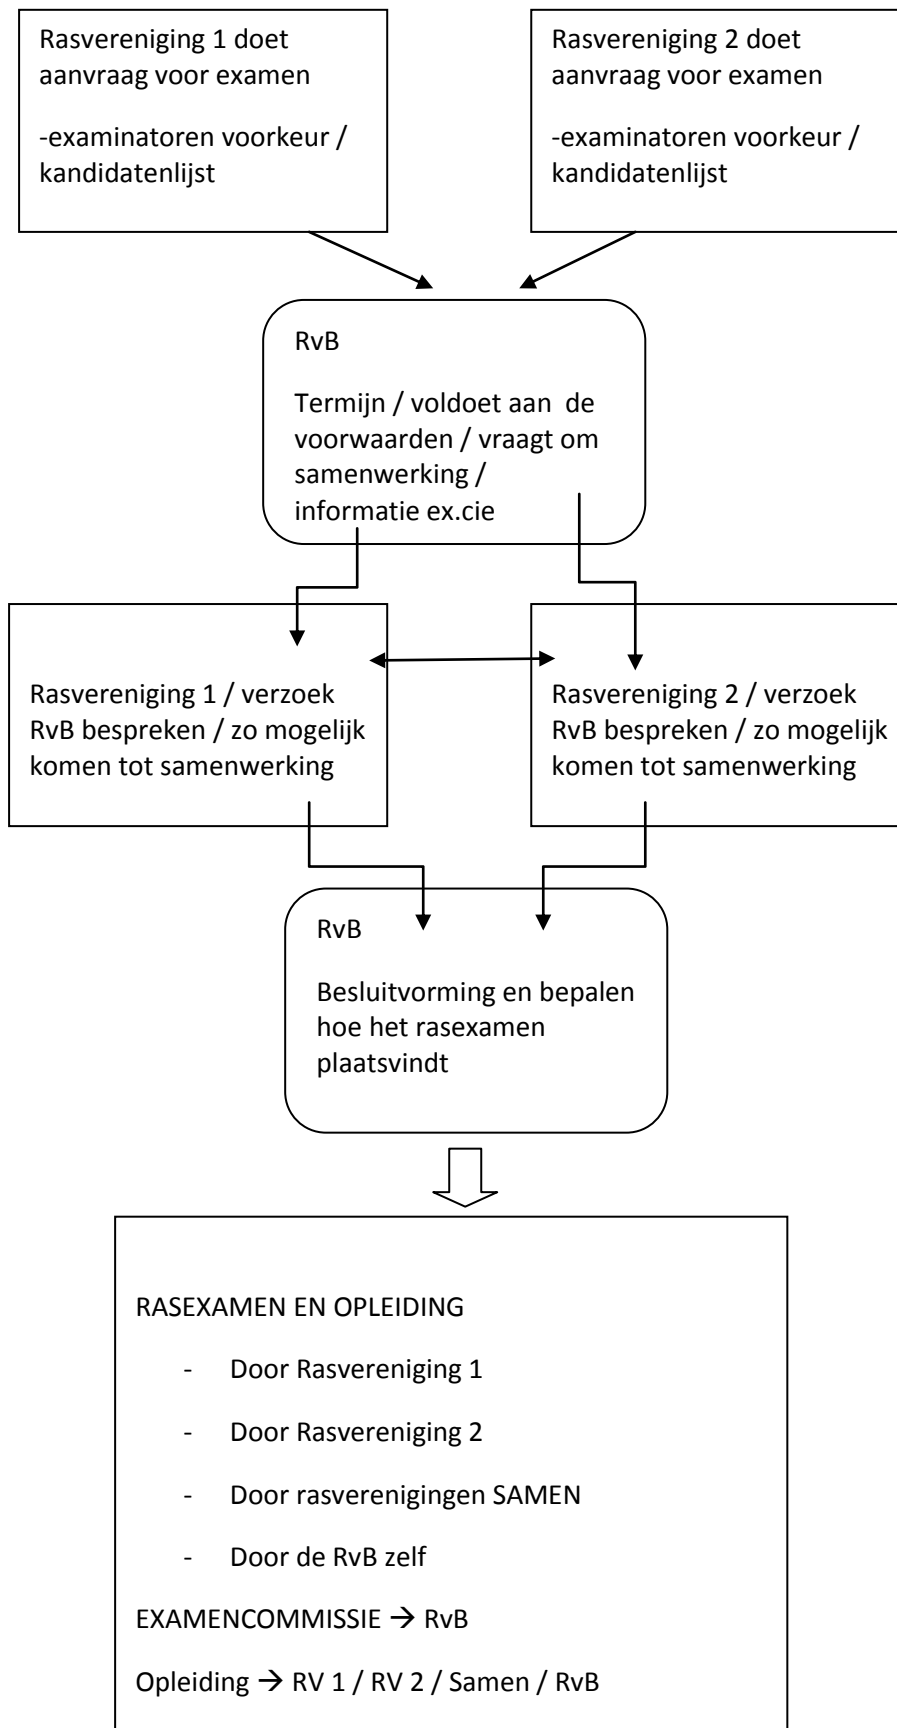 Rasvereniging 1 doet
aanvraag voor examen
-examinatoren voorkeur /
kandidatenlijst
Rasvereniging 2 doet
aanvraag voor examen
-examinatoren voorkeur /
kandidatenlijst
RvB
Termijn / voldoet aan  de
voorwaarden / vraagt om
samenwerking /
informatie ex.cie
Rasvereniging 1 / verzoek
RvB bespreken / zo mogelijk
komen tot samenwerking
Rasvereniging 2 / verzoek
RvB bespreken / zo mogelijk
komen tot samenwerking
RvB
Besluitvorming en bepalen
hoe het rasexamen
plaatsvindt
RASEXAMEN EN OPLEIDING
- Door Rasvereniging 1
- Door Rasvereniging 2
- Door rasverenigingen SAMEN
- Door de RvB zelf
EXAMENCOMMISSIE → RvB
Opleiding → RV 1 / RV 2 / Samen / RvB